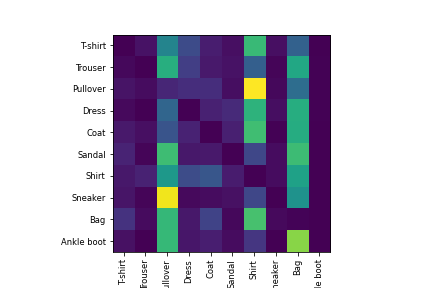 T-shirt
Trouser
Pullover
Dress
Coat
Sandal
Shirt
Sneaker
Bag
Ankle boot
T-shirt
Trouser
ullover
Dress
Coat
Sandal
Shirt
neaker
Bag
le boot